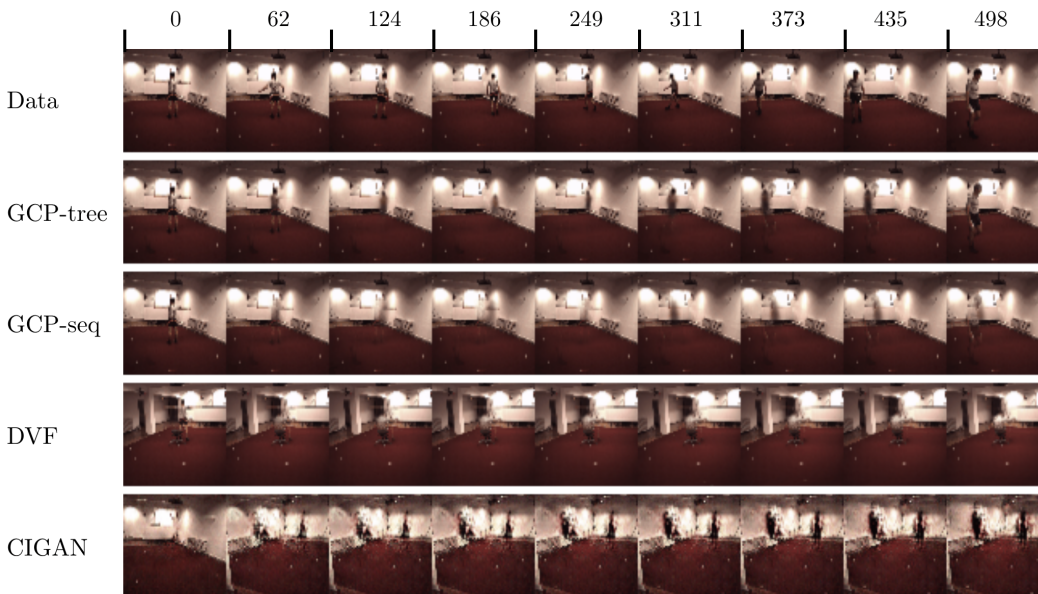 0 62 124 186 249 311 373 435 498
Data
GCP-tree
GCP-seq
DVF
CIGAN